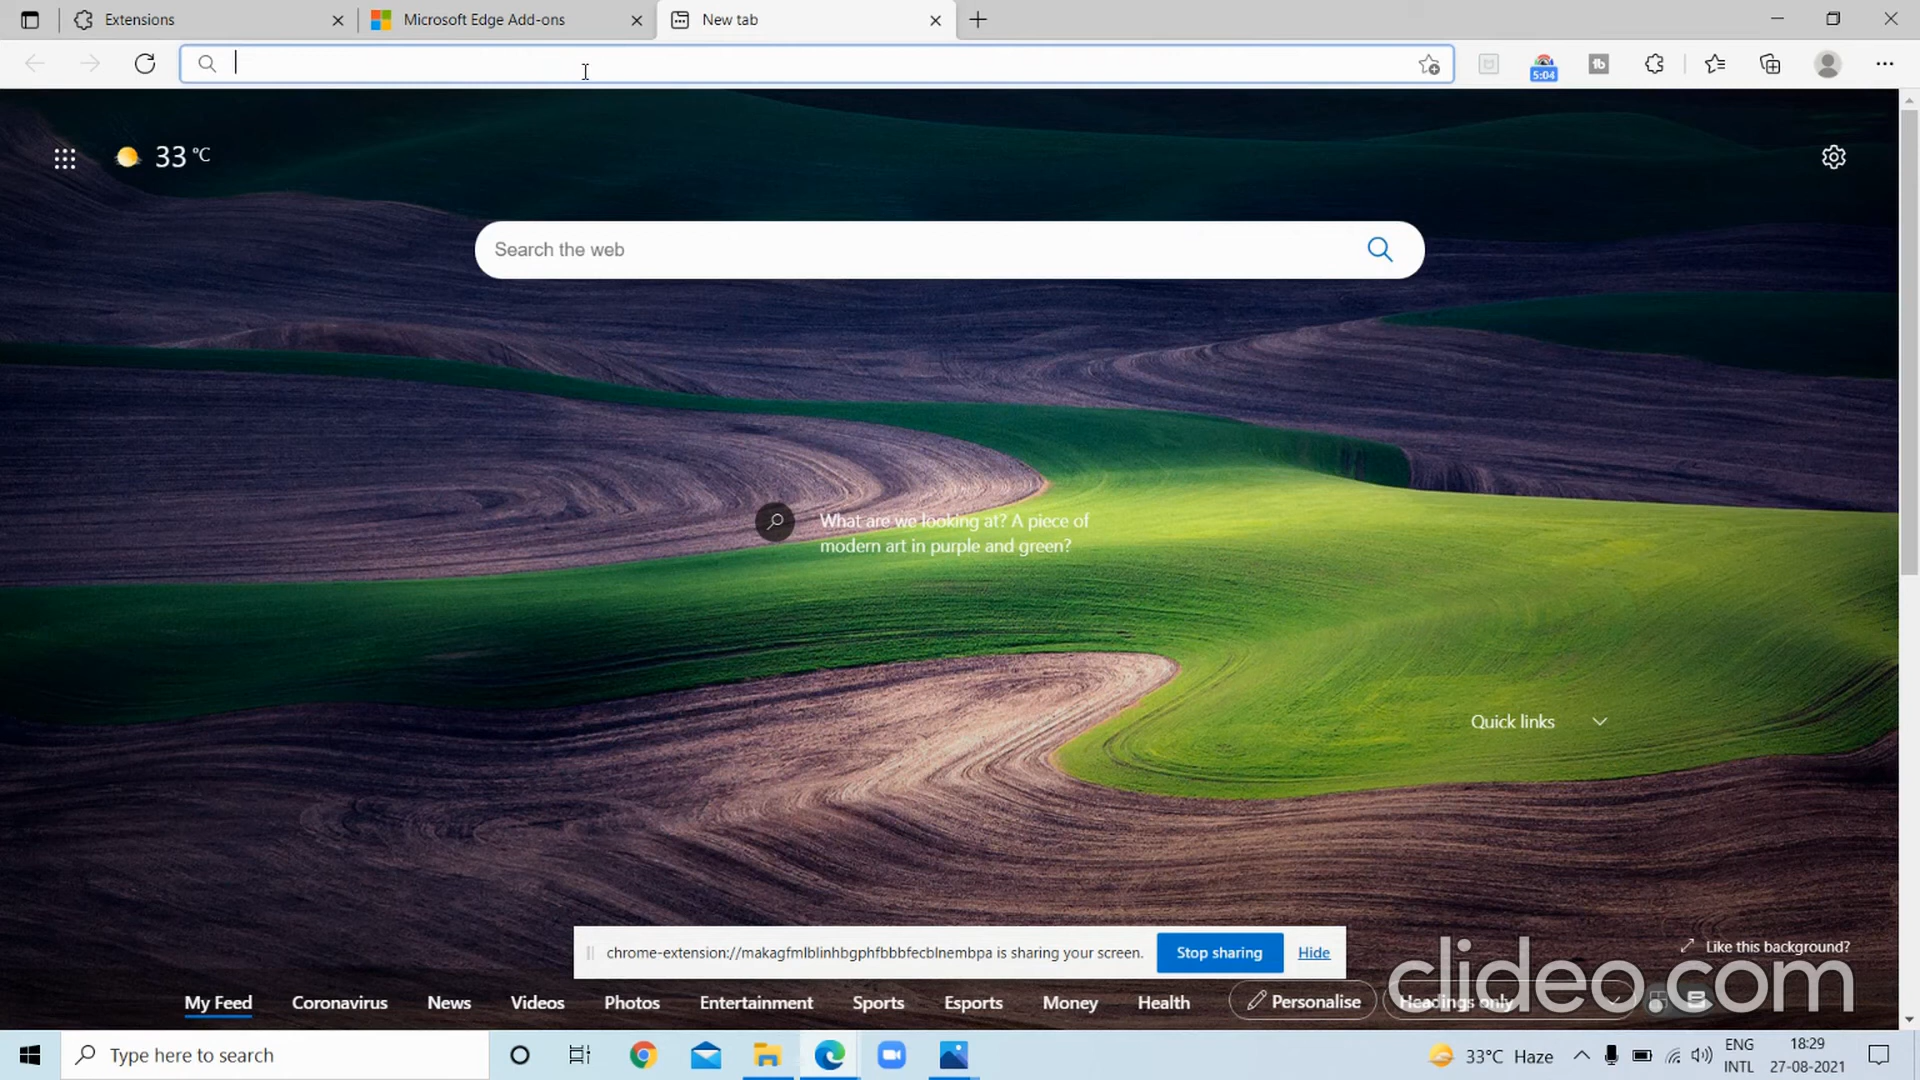 Extensions
Microsoft Edge Add-ons
New tab
5:04
33 °C
Search the web
What are we looking at? A piece of
modern art in purple and green?
Quick links
chrome-extension://makagfmlblinhbgphfbbbfecblnembpa is sharing your screen.
Stop sharing
Hide
Like this background?
clideo.com
My Feed
Coronavirus
News
Videos
Photos
Entertainment
Sports
Esports
Money
Health
Personalise
Headings only
Type here to search
33°C Haze
ENG
INTL
18:29
27-08-2021